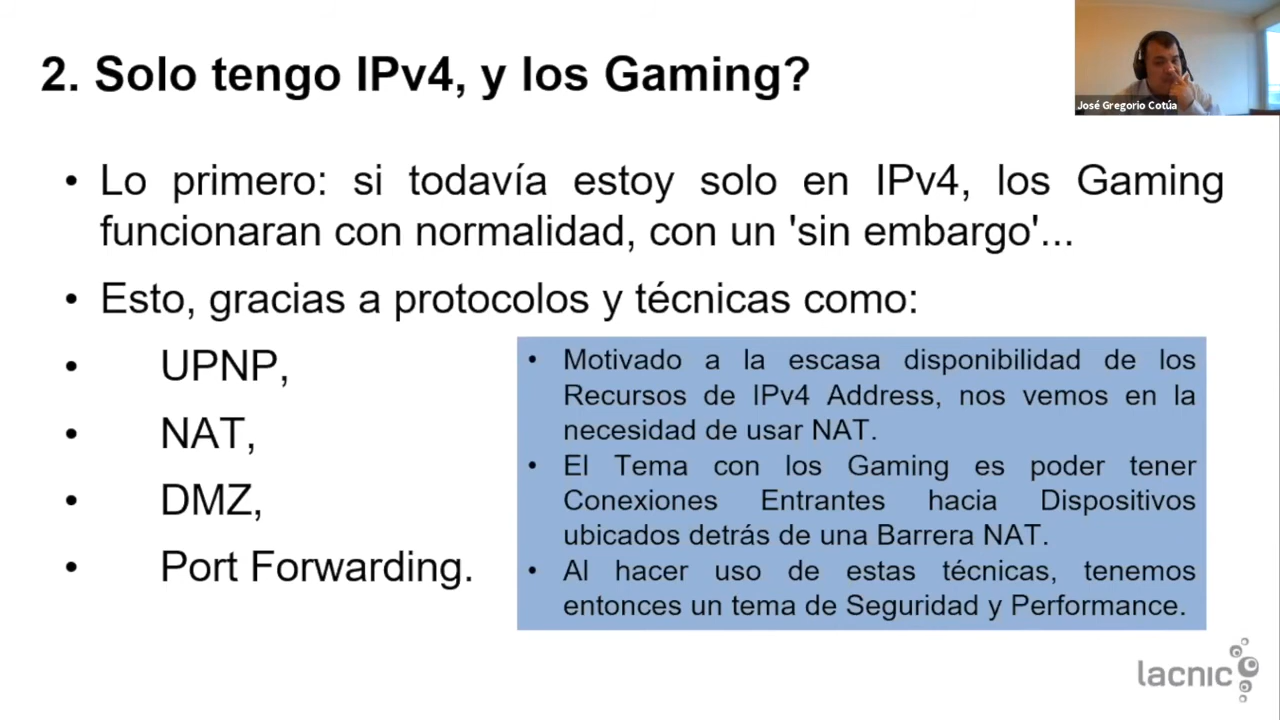 2. Solo tengo IPv4, y los Gaming?
José Gregorio Cotúa
• Lo primero: si todavía estoy solo en IPv4, los Gaming
funcionaran con normalidad, con un 'sin embargo'...
• Esto, gracias a protocolos y técnicas como:
• UPNP,
• NAT,
• DMZ,
• Port Forwarding.
• Motivado a la escasa disponibilidad de los
Recursos de IPv4 Address, nos vemos en la
necesidad de usar NAT.
• El Tema con los Gaming es poder tener
Conexiones Entrantes hacia Dispositivos
ubicados detrás de una Barrera NAT.
• Al hacer uso de estas técnicas, tenemos
entonces un tema de Seguridad y Performance.
lacnic